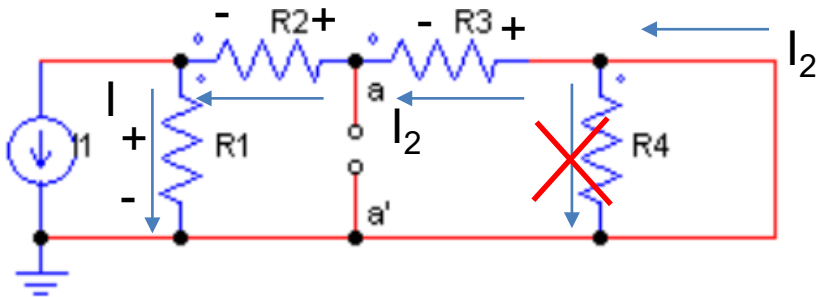 - R2 + - R3 +
I₂
a
I
I₂
+
I1
R1
R4
-
a'